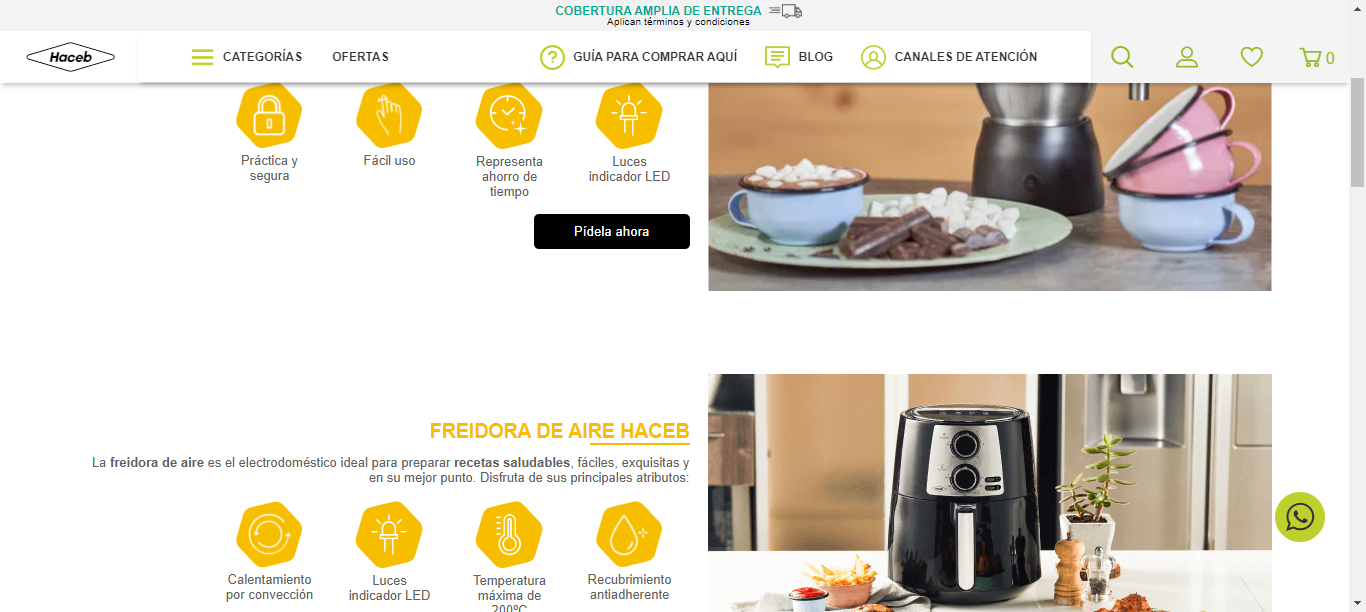 COBERTURA AMPLIA DE ENTREGA
Aplican términos y condiciones
Haceb
CATEGORÍAS
OFERTAS
GUÍA PARA COMPRAR AQUÍ
BLOG
CANALES DE ATENCIÓN
0
Práctica y
segura
Fácil uso
Representa
ahorro de
tiempo
Luces
indicador LED
Pídela ahora
FREIDORA DE AIRE HACEB
La freidora de aire es el electrodoméstico ideal para preparar recetas saludables, fáciles, exquisitas y
en su mejor punto. Disfruta de sus principales atributos:
Calentamiento
por convección
Luces
indicador LED
Temperatura
máxima de
200ºC
Recubrimiento
antiadherente